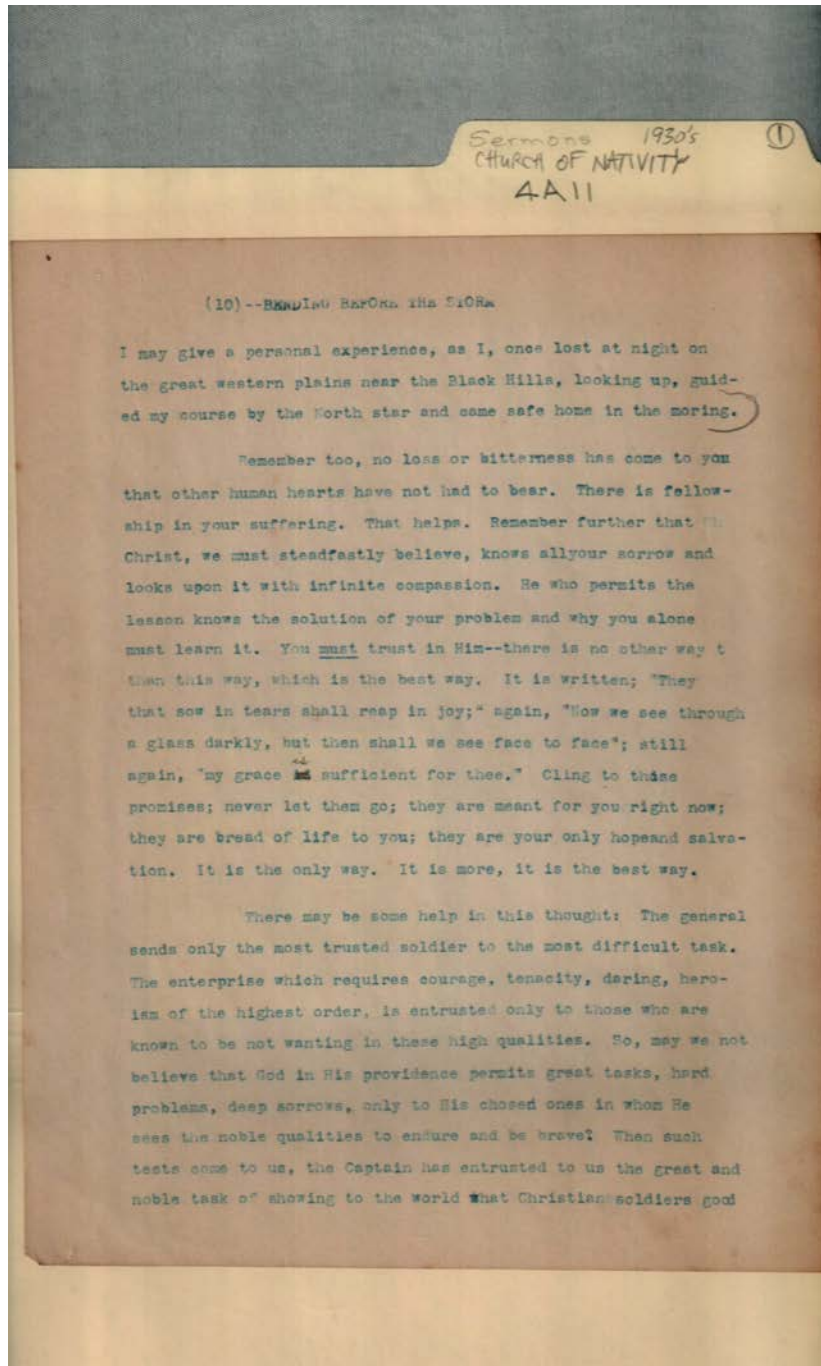 Sermons 1930's ①
CHURCH OF NATIVITY
4A11
(10)--BENDING BEFORE THE STORM
I may give a personal experience, as I, once lost at night on
the great western plains near the Black Hills, looking up, guid-
ed my course by the North star and came safe home in the moring.
Remember too, no loss or bitterness has come to you
that other human hearts have not had to bear. There is fellow-
ship in your suffering. That helps. Remember further that
Christ, we must steadfastly believe, knows allyour sorrow and
looks upon it with infinite compassion. He who permits the
lesson knows the solution of your problem and why you alone
must learn it. You must trust in Him--there is no other way t
than this way, which is the best way. It is written; "They
that sow in tears shall reap in joy;" again, "Now we see through
a glass darkly, but then shall we see face to face"; still
again, "my grace is sufficient for thee." Cling to these
promises; never let them go; they are meant for you right now;
they are bread of life to you; they are your only hopeand salva-
tion. It is the only way. It is more, it is the best way.
There may be some help in this thought: The general
sends only the most trusted soldier to the most difficult task.
The enterprise which requires courage, tenacity, daring, hero-
ism of the highest order, is entrusted only to those who are
known to be not wanting in these high qualities. So, may we not
believe that God in His providence permits great tasks, hard
problems, deep sorrows, only to His chosed ones in whom He
sees the noble qualities to endure and be brave? When such
tests come to us, the Captain has entrusted to us the great and
noble task of showing to the world what Christian soldiers good